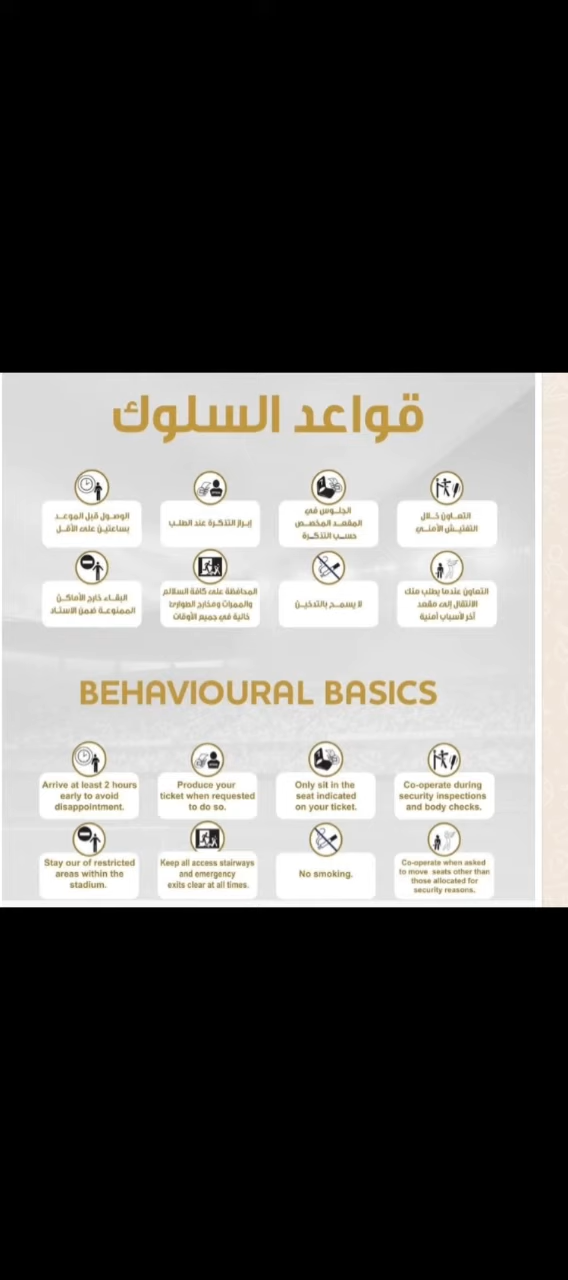 قواعد السلوك
التعاون خلال
التفتيش الأمني
الجلوس في
المقعد المخصص
حسب التذكرة
إبراز التذكرة عند الطلب
الوصول قبل الموعد
بساعتين على الأقل
التعاون عندما يطلب منك
الانتقال إلى مقعد
آخر لأسباب أمنية
لا يسمح بالتدخين
المحافظة على كافة السلالم
والممرات ومخارج الطوارئ
خالية في جميع الأوقات
البقاء خارج الأماكن
الممنوعة ضمن الاستاد
BEHAVIOURAL BASICS
Arrive at least 2 hours
early to avoid
disappointment.
Produce your
ticket when requested
to do so.
Only sit in the
seat indicated
on your ticket.
Co-operate during
security inspections
and body checks.
Stay our of restricted
areas within the
stadium.
Keep all access stairways
and emergency
exits clear at all times.
No smoking.
Co-operate when asked
to move seats other than
those allocated for
security reasons.